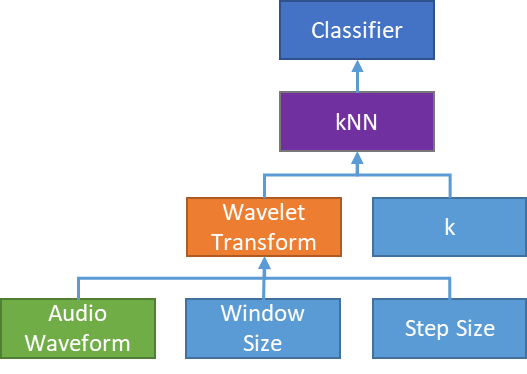 Classifier
kNN
Wavelet
Transform
k
Audio
Waveform
Window
Size
Step Size